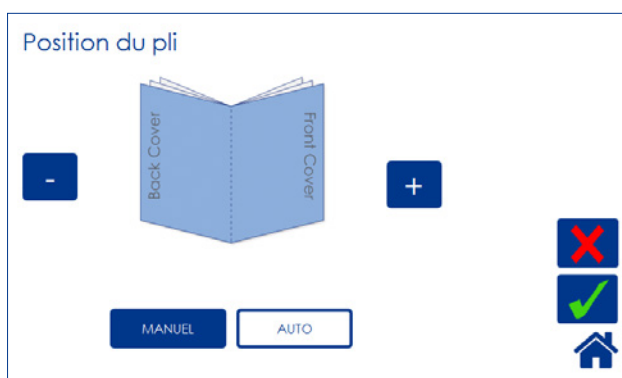 Position du pli
Back Cover
Front Cover
-
+
MANUEL
AUTO